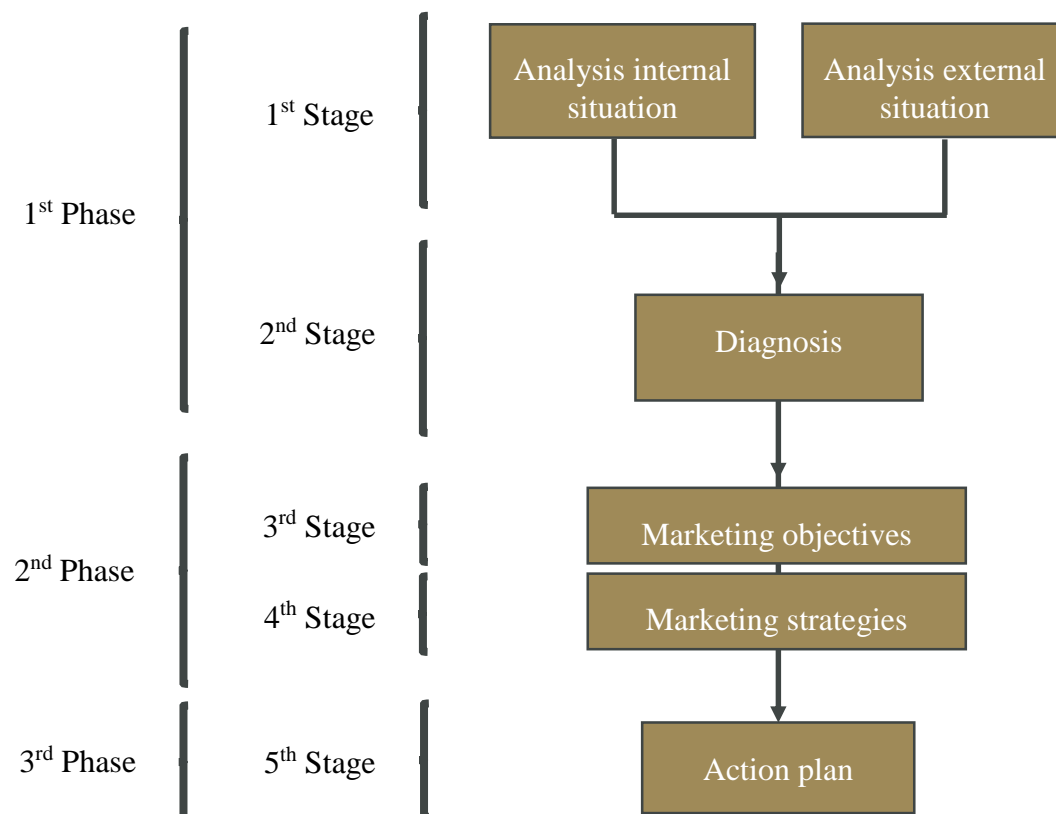 Analysis internal
situation
Analysis external
situation
1st Stage
1st Phase
2nd Stage
Diagnosis
3rd Stage
Marketing objectives
2nd Phase
4th Stage
Marketing strategies
3rd Phase
5th Stage
Action plan